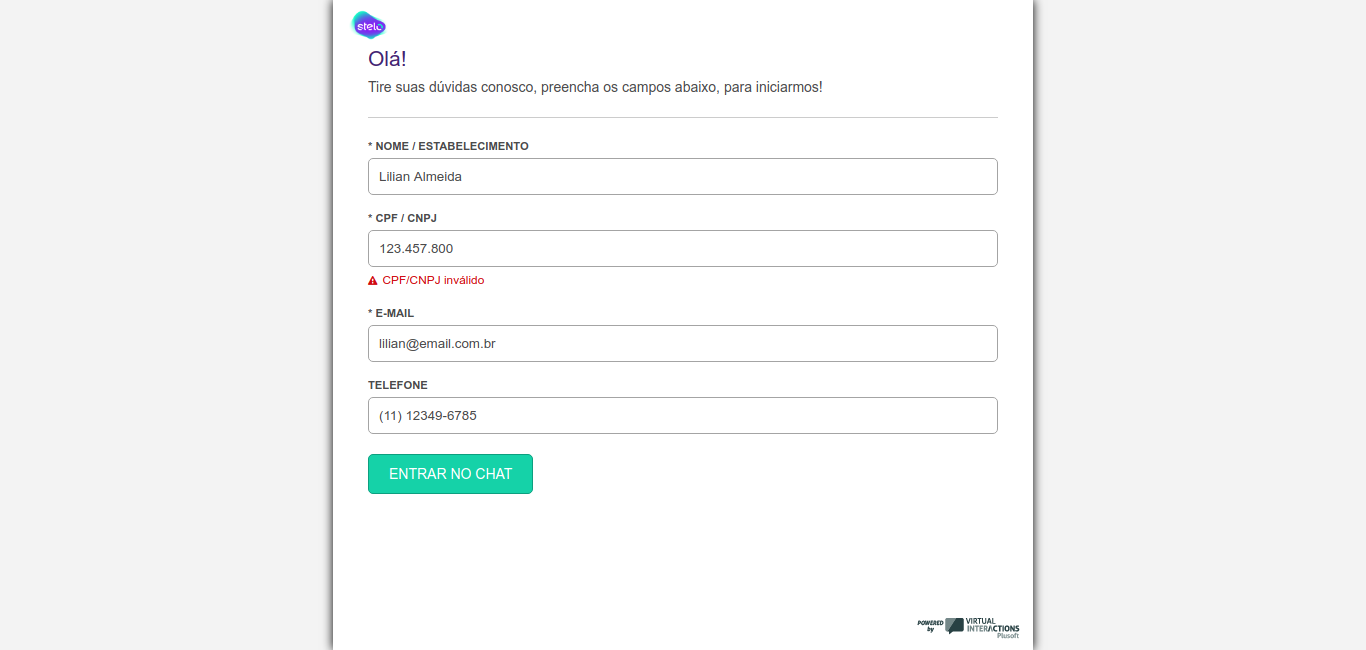 stelo
Olá!
Tire suas dúvidas conosco, preencha os campos abaixo, para iniciarmos!
* NOME / ESTABELECIMENTO
Lilian Almeida
* CPF / CNPJ
123.457.800
CPF/CNPJ inválido
* E-MAIL
lilian@email.com.br
TELEFONE
(11) 12349-6785
ENTRAR NO CHAT
POWERED by
VIRTUAL
INTERACTIONS
Plusoft